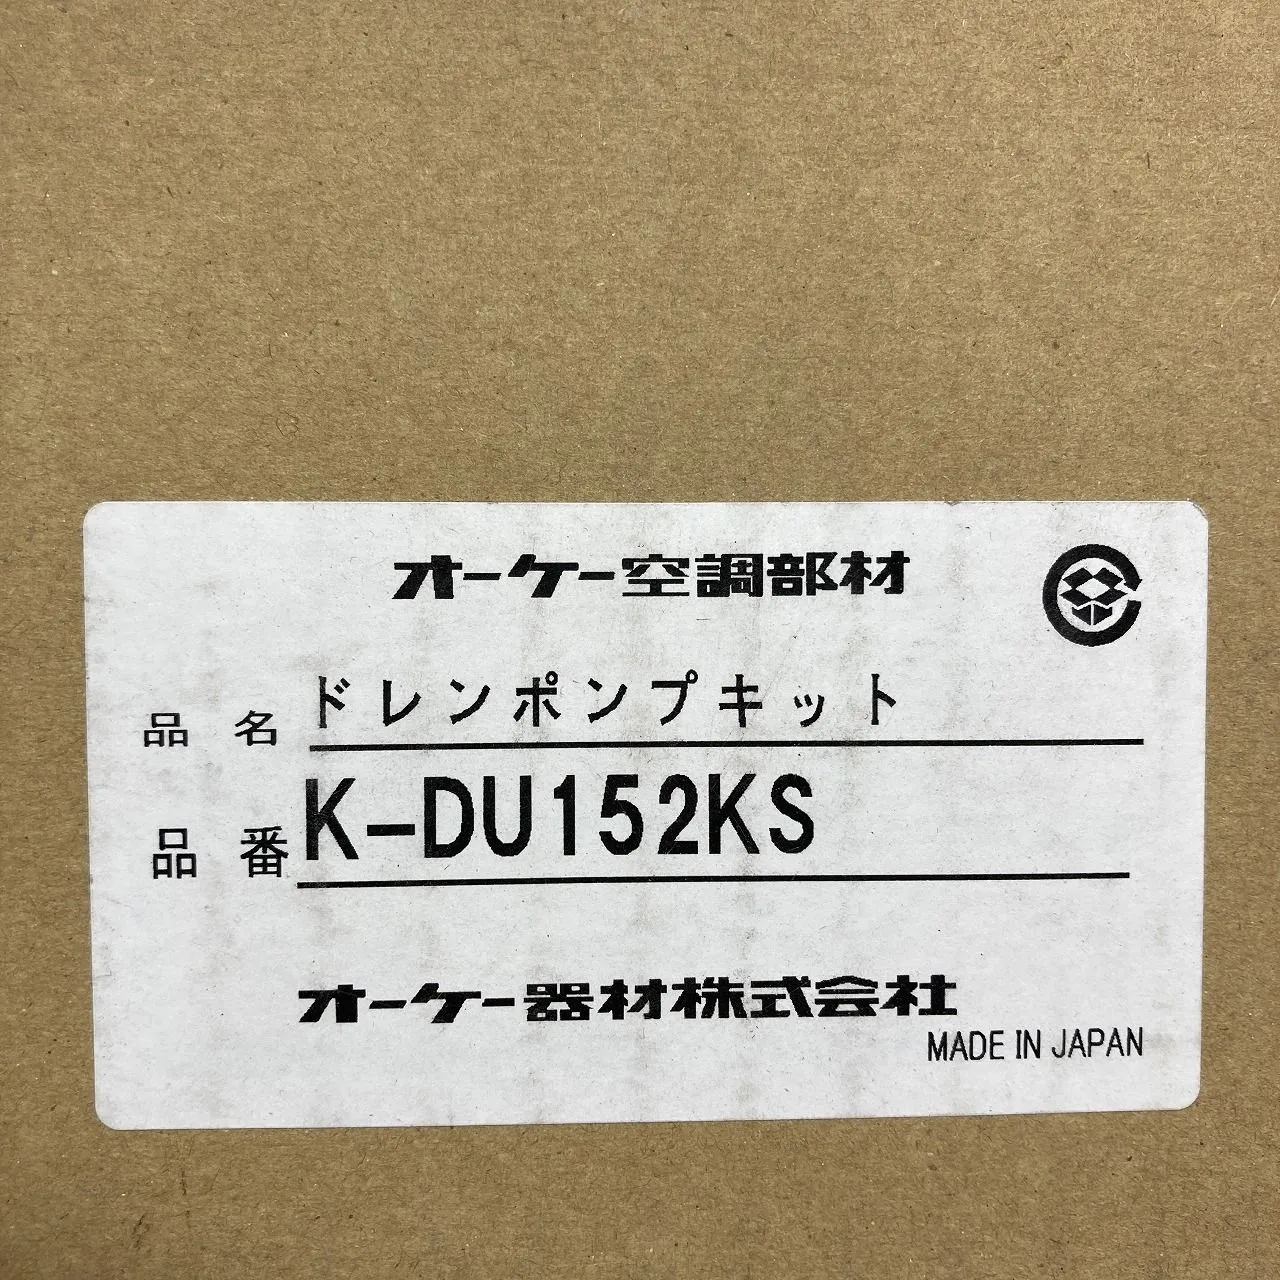 オーケー空調部材
品名 ドレンポンプキット
品番 K-DU152KS
オーケー器材株式会社
MADE IN JAPAN